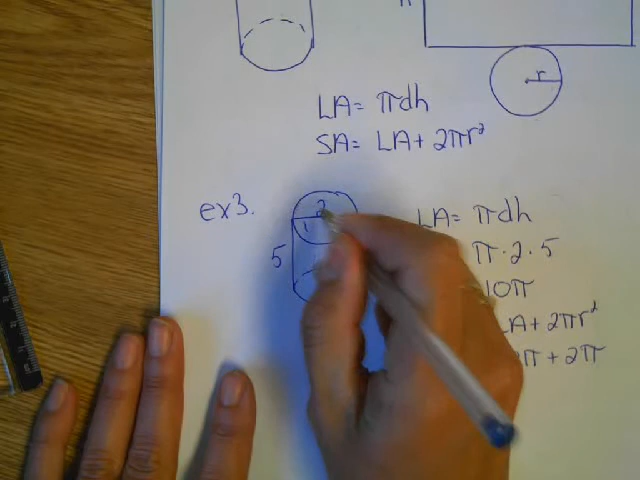 r
LA= πdh
SA= LA+ 2πr²
ex3.
2
1
5
LA= πdh
π·2·5
10π
LA+2πr²
π+2π